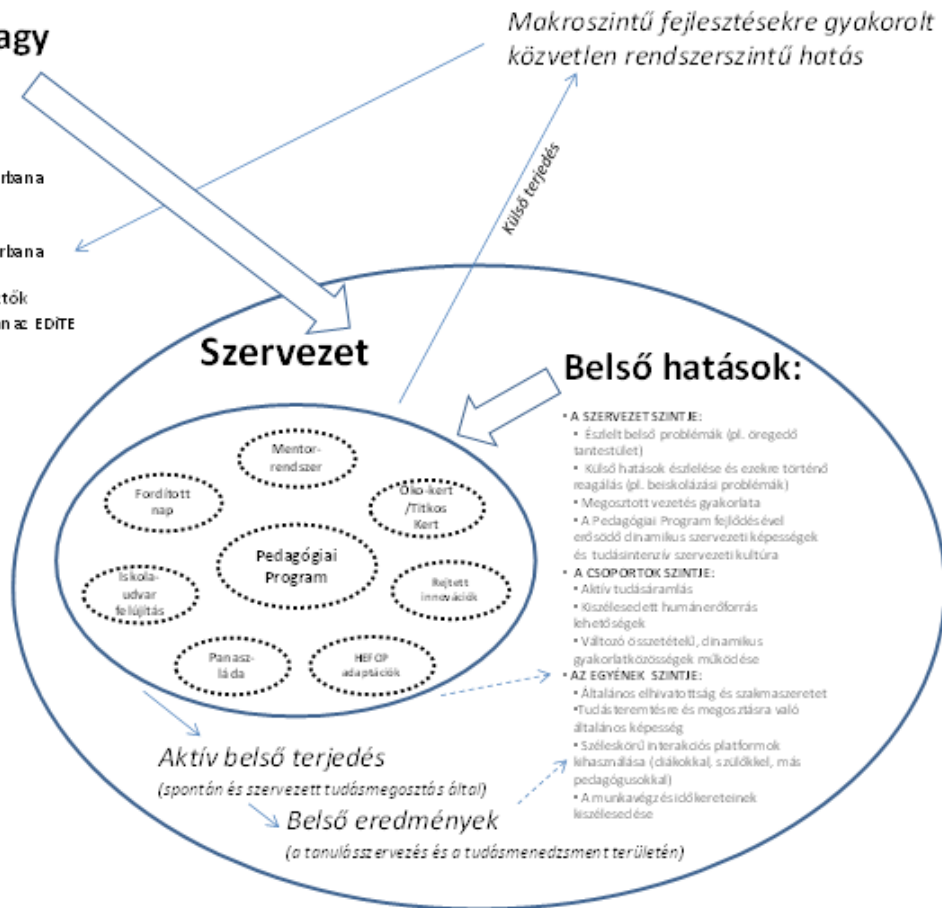 agy
Makroszintű fejlesztésekre gyakorolt
közvetlen rendszerszintű hatás
rbana
rbana
tők
n az EDiTE
Külső terjedés
Szervezet
Belső hatások:
Mentor-
rendszer
Fordított
nap
Öko-kert
/Titkos
Kert
Pedagógiai
Program
Iskola-
udvar
felújítás
Rejtett
innovációk
Panasz-
láda
HEFOP
adaptációk
• A SZERVEZET SZINTJE:
• Észlelt belső problémák (pl. öregedő
tantestület)
• Külső hatások észlelése és ezekre történő
reagálás (pl. beiskolázási problémák)
• Megosztott vezetés gyakorlata
• A Pedagógiai Program fejlődésével
erősödő dinamikus szervezeti képességek
és tudásintenzív szervezeti kultúra
• A CSOPORTOK SZINTJE:
• Aktív tudásáramlás
• Kiszélesedett humánerőforrás
lehetőségek
• Változó összetételű, dinamikus
gyakorlatközösségek működése
• AZ EGYÉNEK SZINTJE:
• Általános elhivatottság és szakmaszeretet
•Tudásteremtésre és megosztásra való
általános képesség
• Széleskörű interakciós platformok
kihasználása (diákokkal, szülőkkel, más
pedagógusokkal)
• A munkavégzés időkereteinek
kiszélesedése
Aktív belső terjedés
(spontán és szervezett tudásmegosztás által)
Belső eredmények
(a tanulásszervezés és a tudásmenedzsment területén)